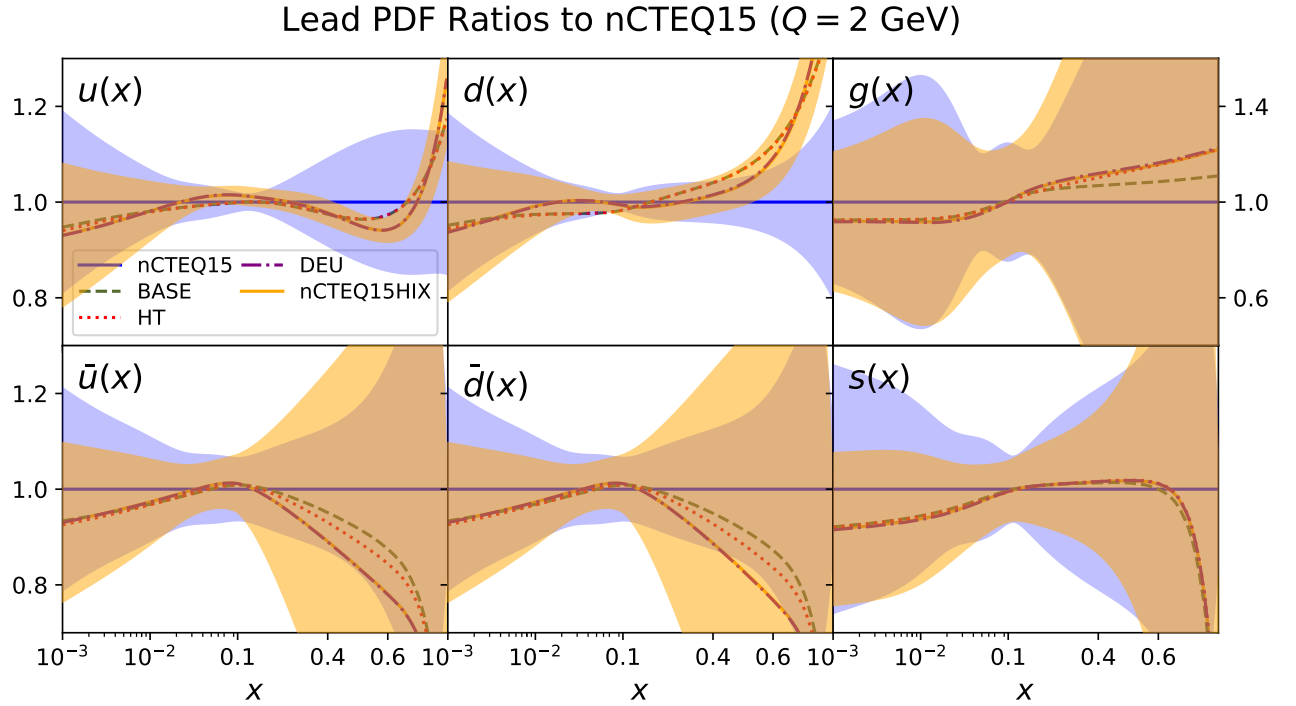 Lead PDF Ratios to nCTEQ15 (Q = 2 GeV)
u(x)
d(x)
g(x)
1.2
1.0
0.8
1.4
1.0
0.6
nCTEQ15
BASE
HT
DEU
nCTEQ15HIX
ū(x)
d̄(x)
s(x)
1.2
1.0
0.8
10⁻³ 10⁻² 0.1 0.4 0.6 10⁻³ 10⁻² 0.1 0.4 0.6 10⁻³ 10⁻² 0.1 0.4 0.6
x x x